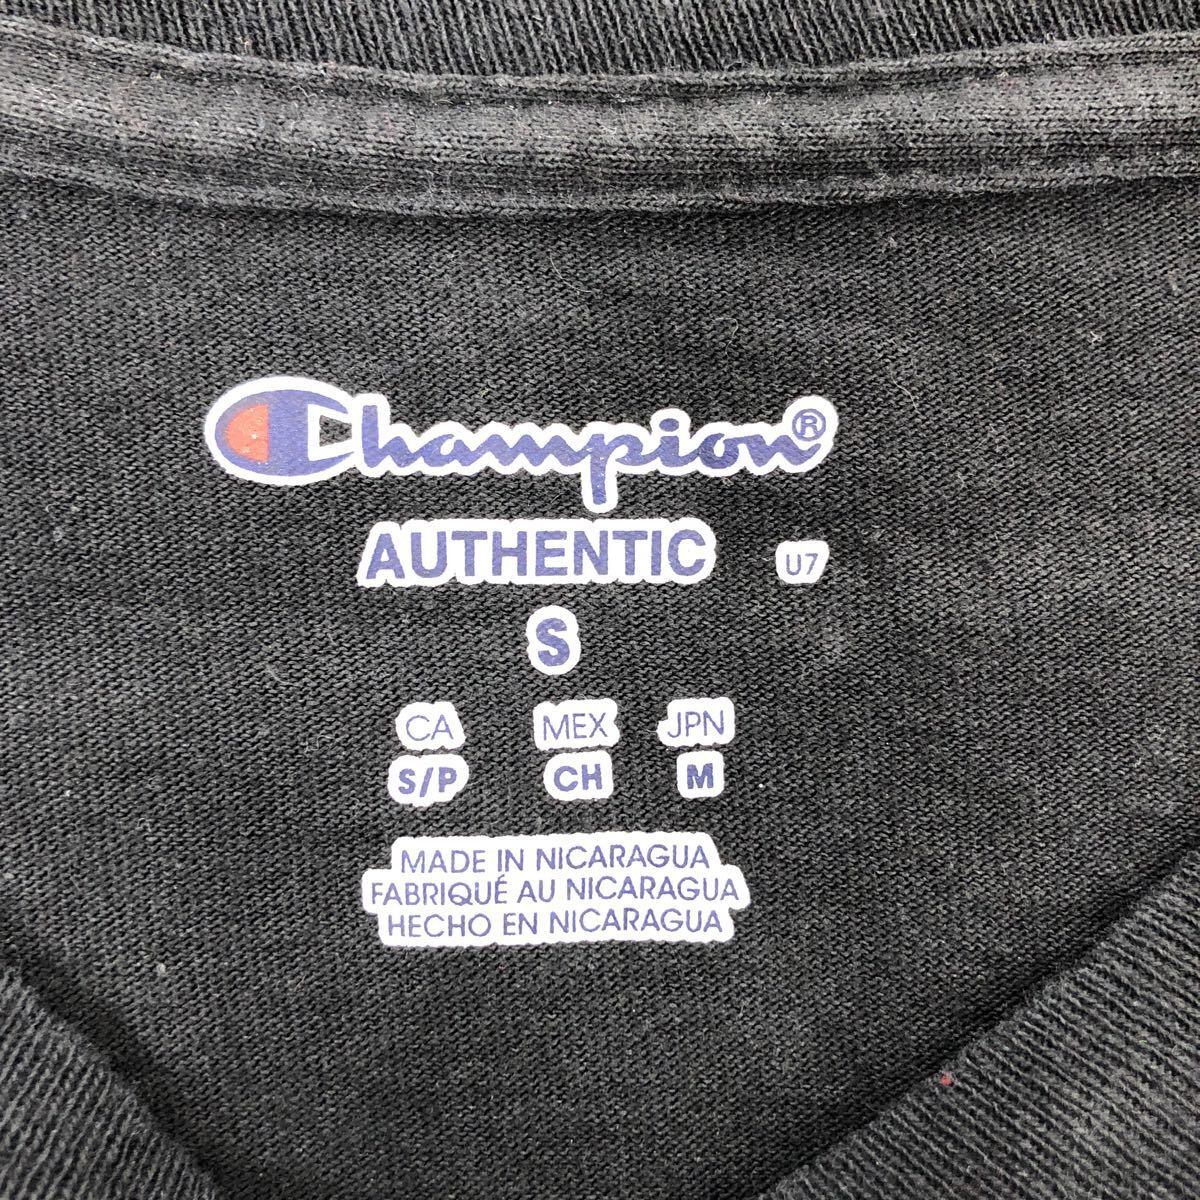 Champion®
AUTHENTIC U7
S
CA MEX JPN
S/P CH M
MADE IN NICARAGUA
FABRIQUÉ AU NICARAGUA
HECHO EN NICARAGUA